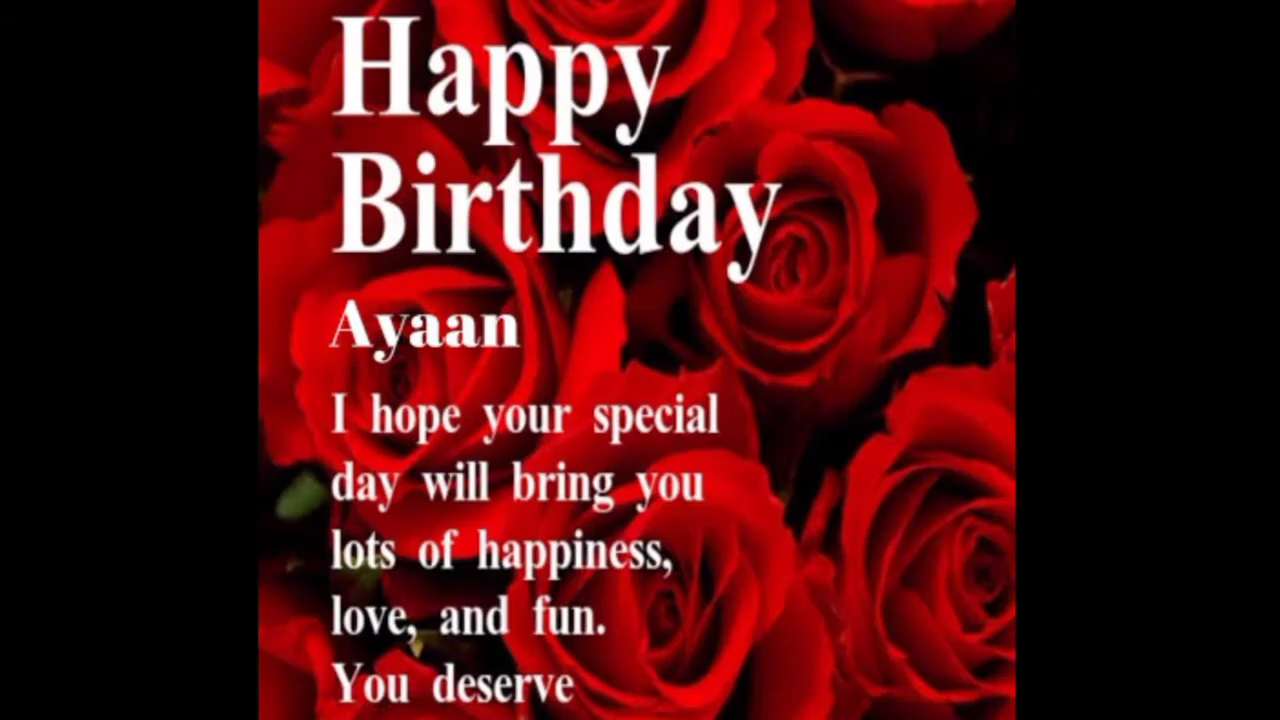 Happy
Birthday
Ayaan
I hope your special
day will bring you
lots of happiness,
love, and fun.
You deserve